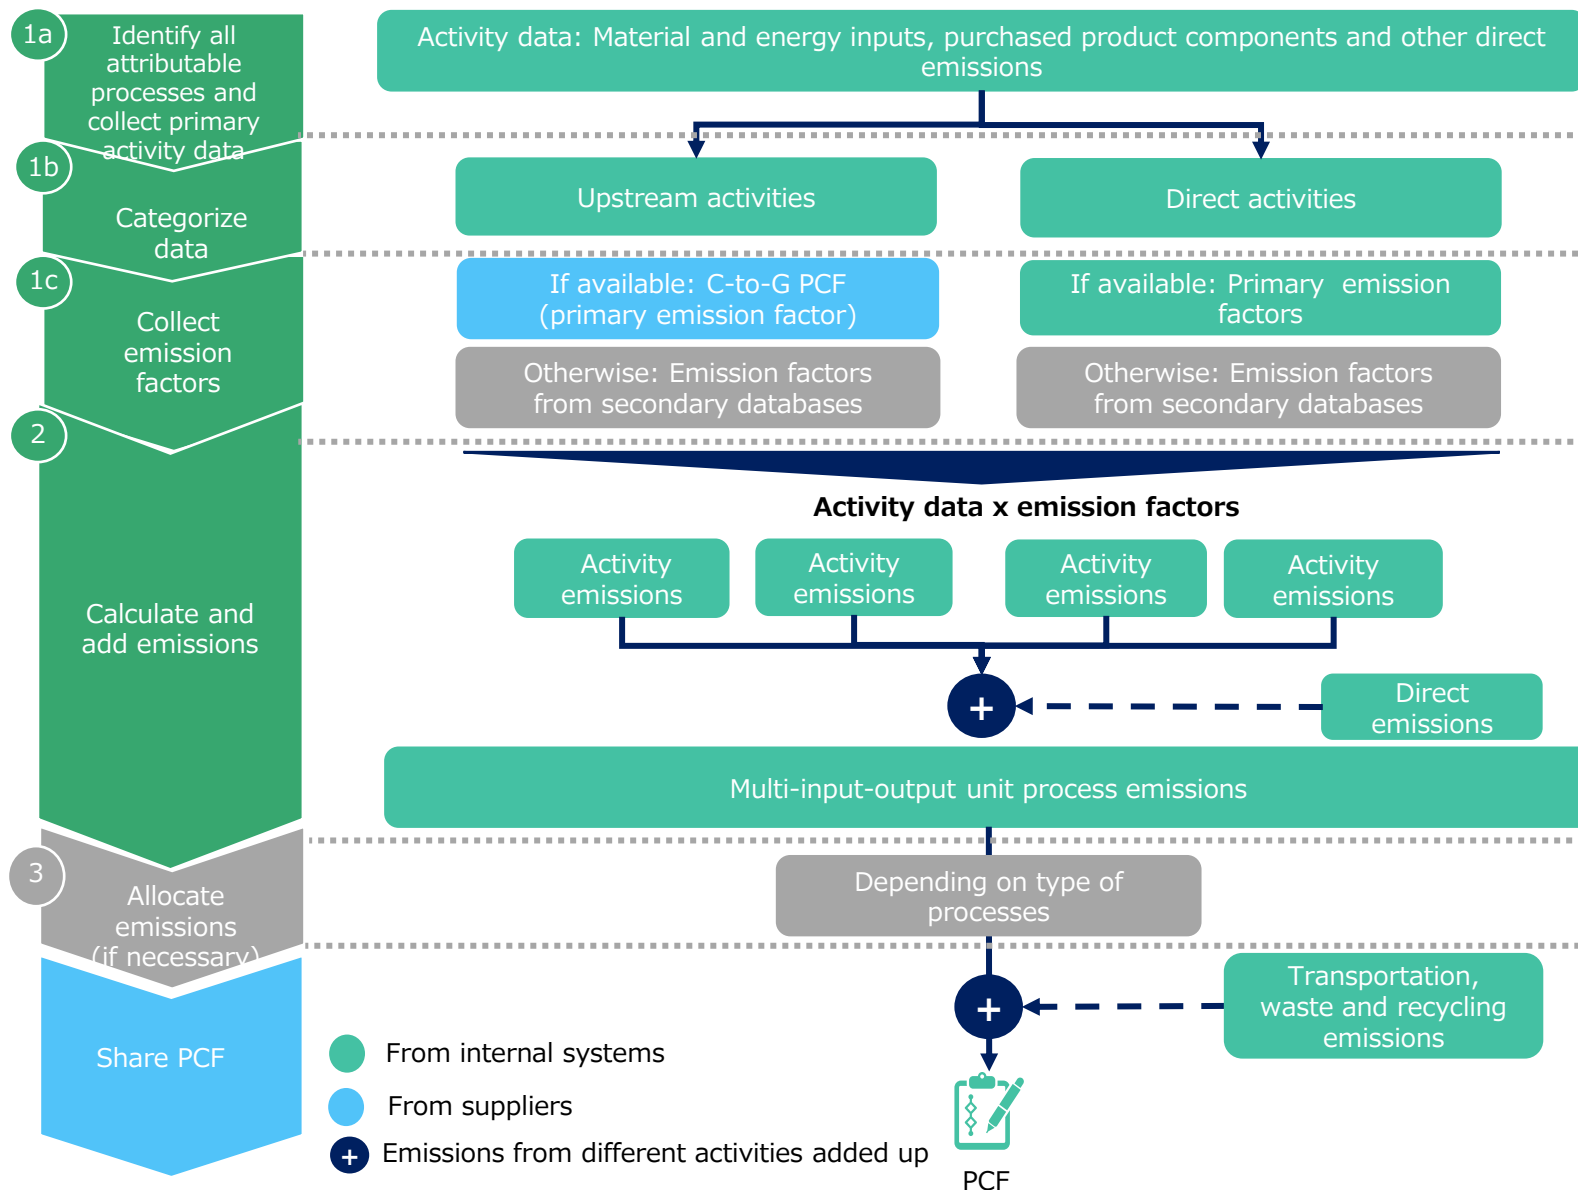 1a
Identify all
attributable
processes and
collect primary
activity data
Activity data: Material and energy inputs, purchased product components and other direct
emissions
1b
Categorize
data
Upstream activities
Direct activities
1c
Collect
emission
factors
If available: C-to-G PCF
(primary emission factor)
If available: Primary emission
factors
Otherwise: Emission factors
from secondary databases
Otherwise: Emission factors
from secondary databases
2
Calculate and
add emissions
Activity data x emission factors
Activity
emissions
Activity
emissions
Activity
emissions
Activity
emissions
+
Direct
emissions
Multi-input-output unit process emissions
3
Allocate
emissions
(if necessary)
Depending on type of
processes
Share PCF
+
Transportation,
waste and recycling
emissions
PCF
From internal systems
From suppliers
+
Emissions from different activities added up